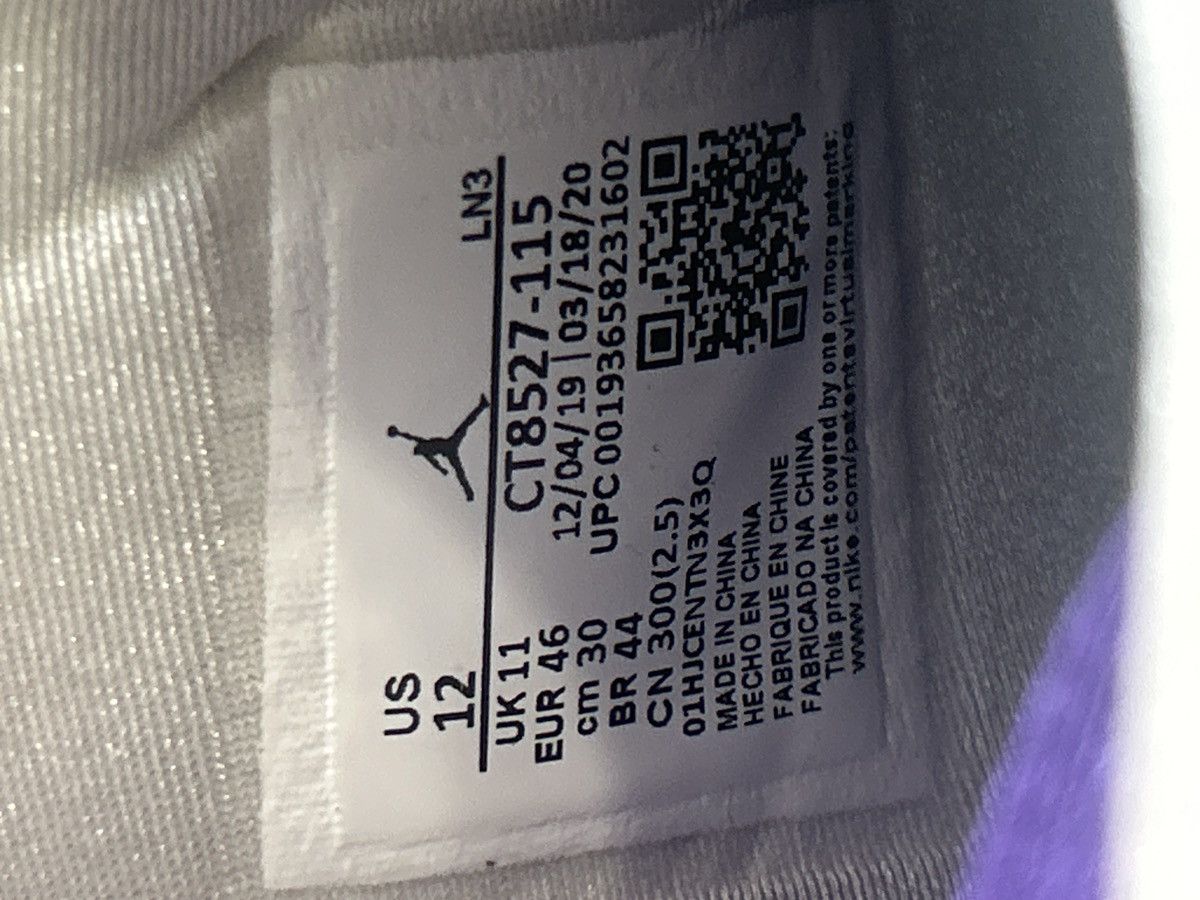 US
12
LN3
UK 11
EUR 46
cm 30
BR 44
CN 300(2.5)
CT8527-115
12/04/19 | 03/18/20
UPC 00193658231602
01HJCENTN3X3Q
MADE IN CHINA
HECHO EN CHINA
FABRIQUE EN CHINE
FABRICADO NA CHINA
This product is covered by one or more patents:
www.nike.com/patentsvirtualmarking